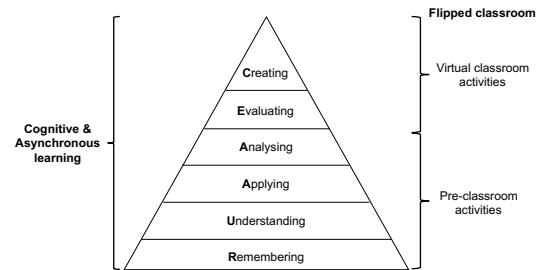 Flipped classroom
Creating
Virtual classroom
activities
Evaluating
Cognitive &
Asynchronous
learning
Analysing
Applying
Pre-classroom
activities
Understanding
Remembering